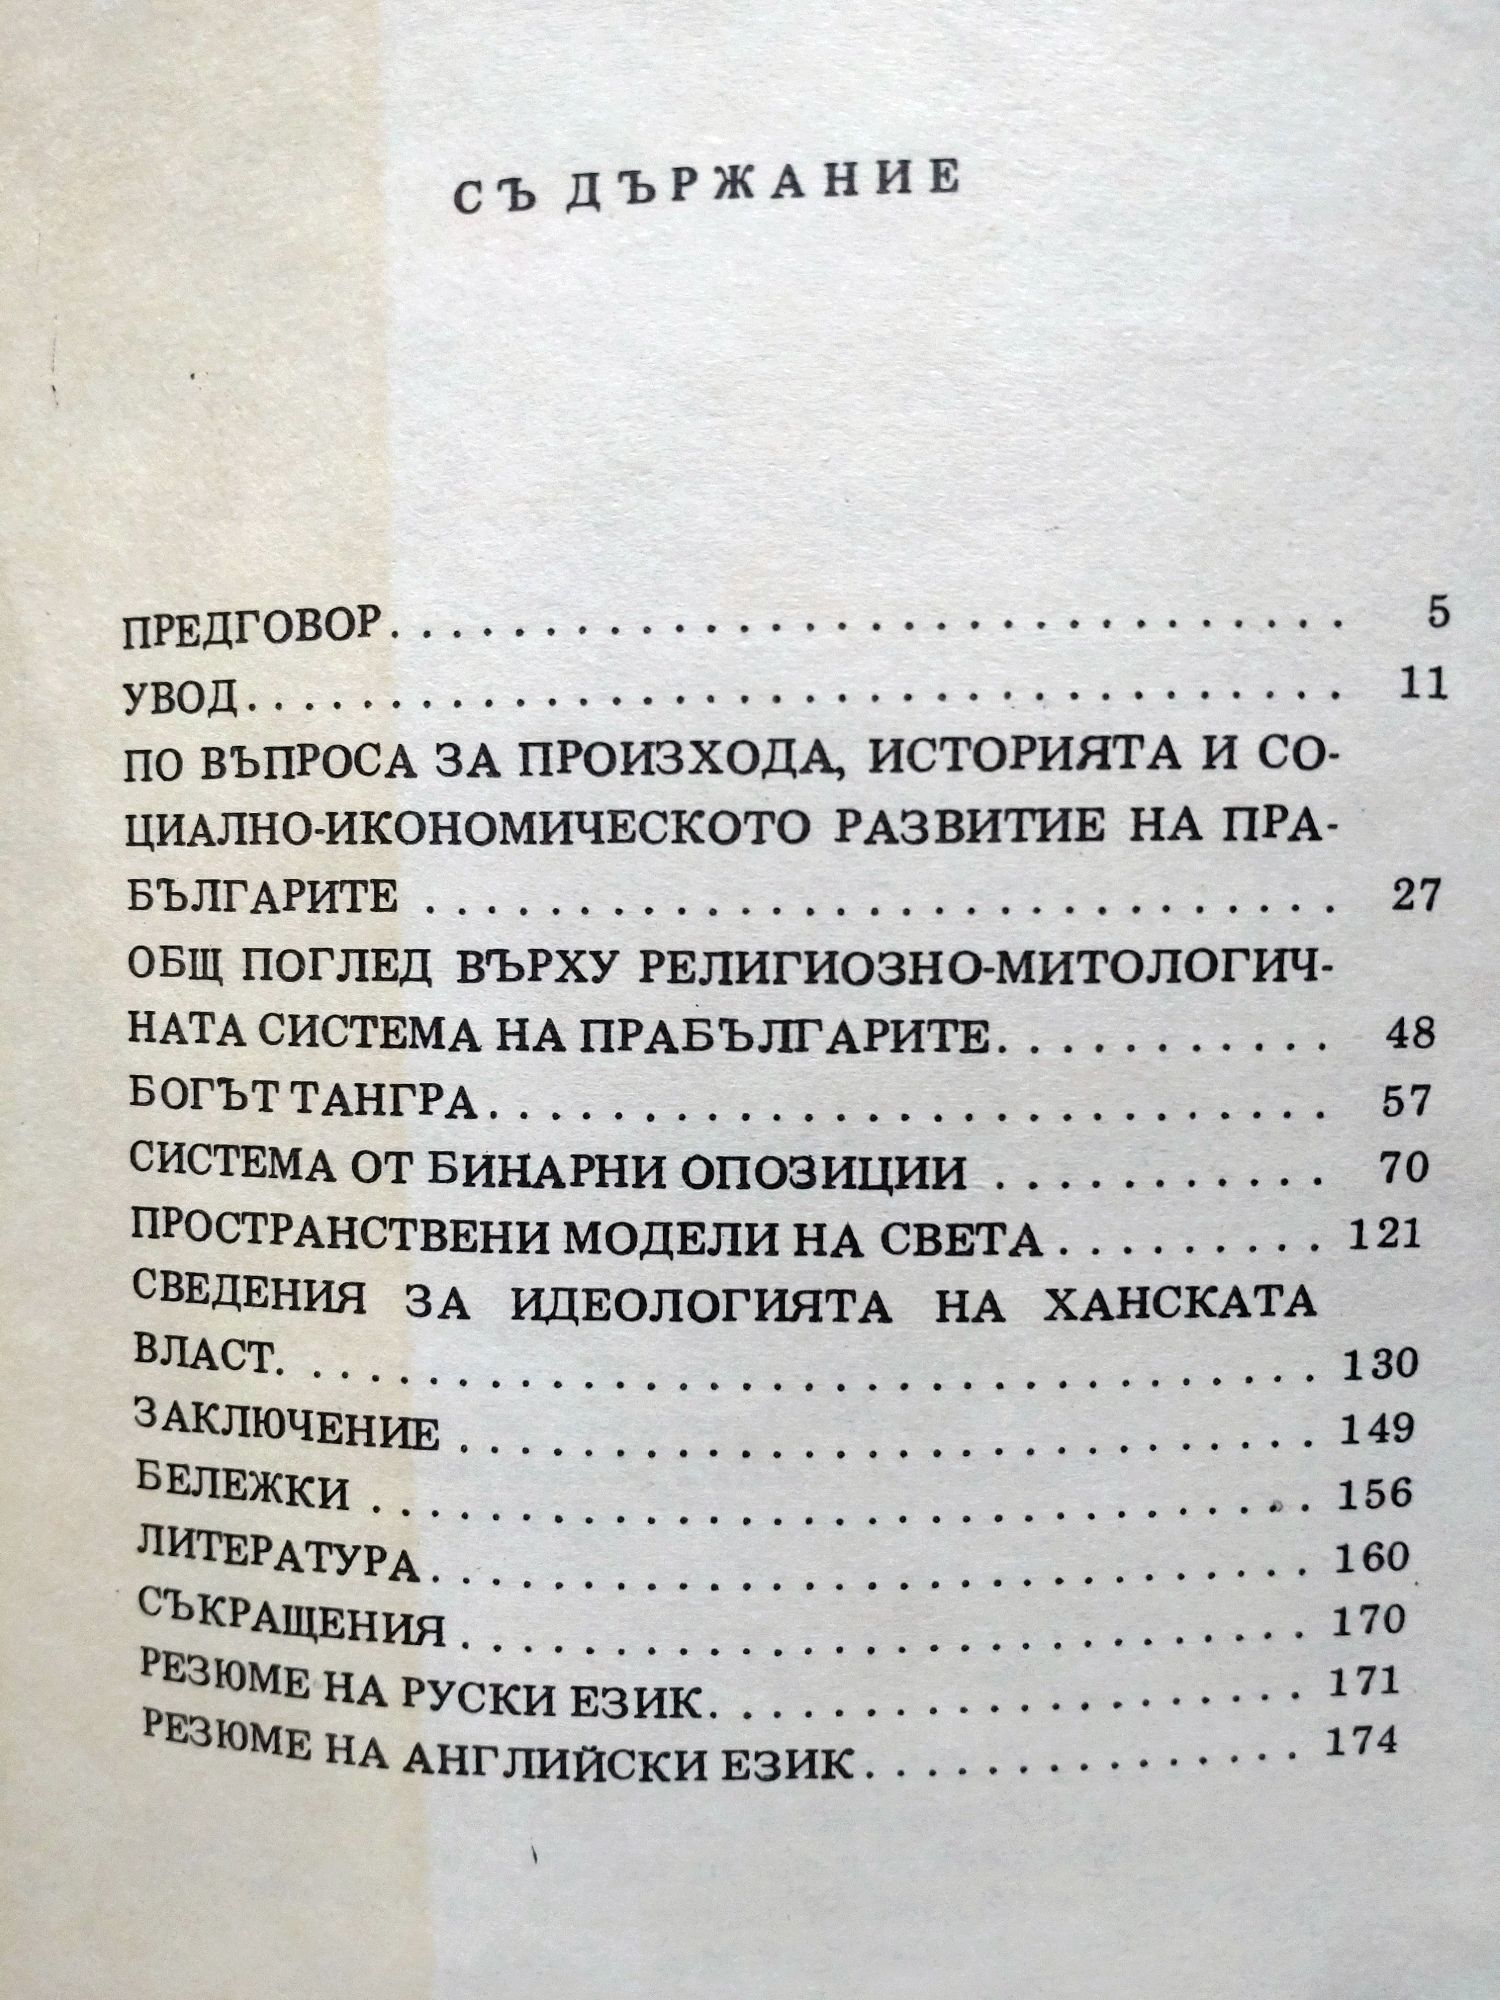 СЪДЪРЖАНИЕ
ПРЕДГОВОР. . . . . . . . . . . . . . . . . . . . . . . . . . . . . . . 5
УВОД. . . . . . . . . . . . . . . . . . . . . . . . . . . . . . . . . . . . 11
ПО ВЪПРОСА ЗА ПРОИЗХОДА, ИСТОРИЯТА И СО-
ЦИАЛНО-ИКОНОМИЧЕСКОТО РАЗВИТИЕ НА ПРА-
БЪЛГАРИТЕ . . . . . . . . . . . . . . . . . . . . . . . . . . . . . . 27
ОБЩ ПОГЛЕД ВЪРХУ РЕЛИГИОЗНО-МИТОЛОГИЧ-
НАТА СИСТЕМА НА ПРАБЪЛГАРИТЕ. . . . . . . . . . . 48
БОГЪТ ТАНГРА. . . . . . . . . . . . . . . . . . . . . . . . . . . 57
СИСТЕМА ОТ БИНАРНИ ОПОЗИЦИИ . . . . . . . . . . . 70
ПРОСТРАНСТВЕНИ МОДЕЛИ НА СВЕТА. . . . . . . . . 121
СВЕДЕНИЯ ЗА ИДЕОЛОГИЯТА НА ХАНСКАТА
ВЛАСТ. . . . . . . . . . . . . . . . . . . . . . . . . . . . . . . . . . 130
ЗАКЛЮЧЕНИЕ . . . . . . . . . . . . . . . . . . . . . . . . . . . . 149
БЕЛЕЖКИ . . . . . . . . . . . . . . . . . . . . . . . . . . . . . . . 156
ЛИТЕРАТУРА. . . . . . . . . . . . . . . . . . . . . . . . . . . . . 160
СЪКРАЩЕНИЯ . . . . . . . . . . . . . . . . . . . . . . . . . . . . 170
РЕЗЮМЕ НА РУСКИ ЕЗИК. . . . . . . . . . . . . . . . . . . . 171
РЕЗЮМЕ НА АНГЛИЙСКИ ЕЗИК. . . . . . . . . . . . . . . 174